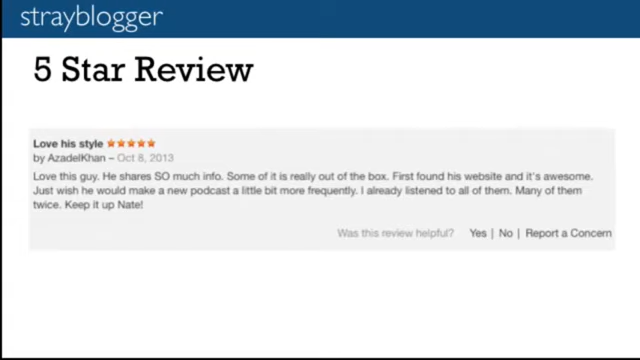 strayblogger
5 Star Review
Love his style ★★★★★
by AzadelKhan – Oct 8, 2013
Love this guy. He shares SO much info. Some of it is really out of the box. First found his website and it's awesome.
Just wish he would make a new podcast a little bit more frequently. I already listened to all of them. Many of them
twice. Keep it up Nate!
Was this review helpful? Yes | No | Report a Concern